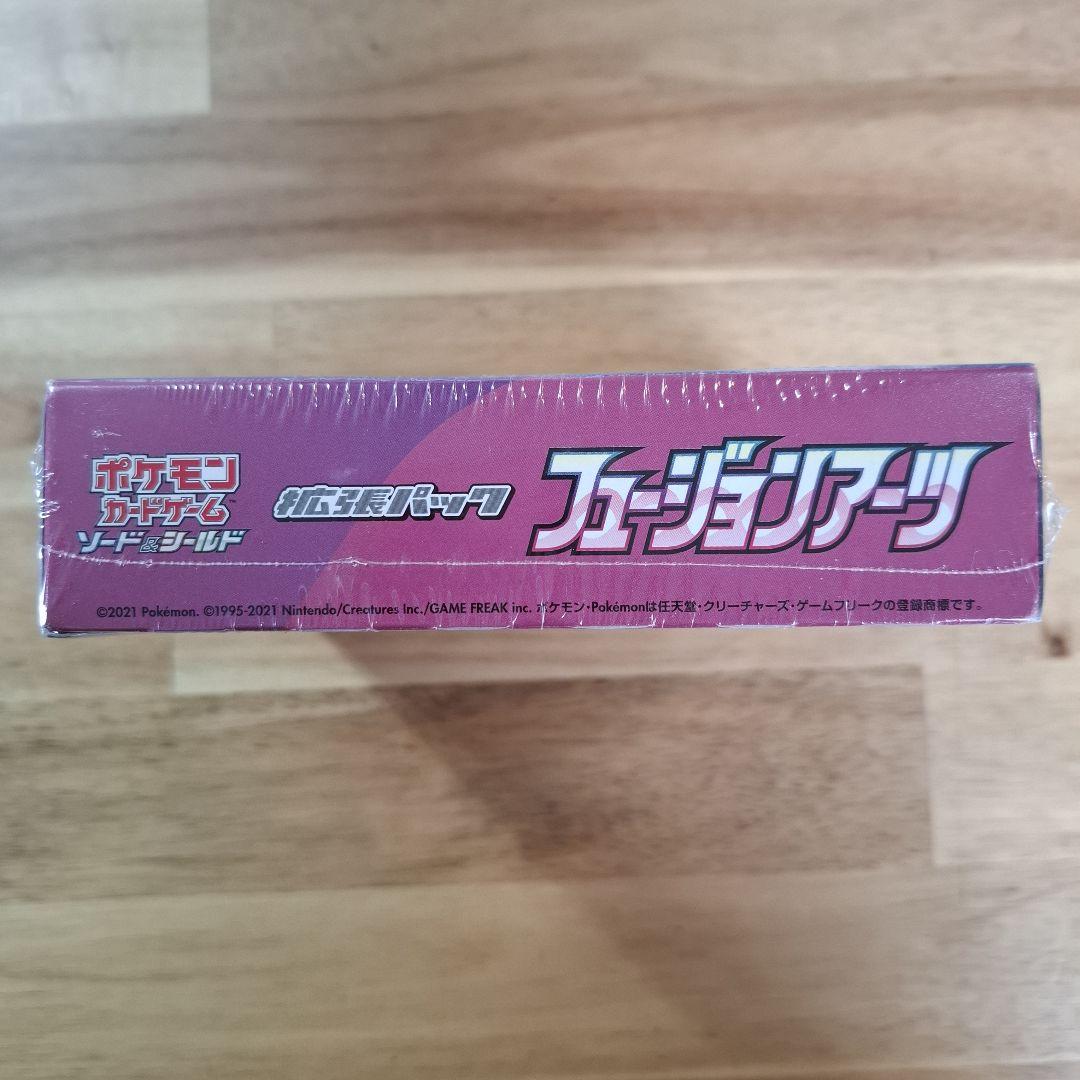 ポケモン
カードゲーム™
ソード&シールド
拡張パック
フュージョンアーツ
©2021 Pokémon. ©1995-2021 Nintendo/Creatures Inc./GAME FREAK inc. ポケモン・Pokémonは任天堂・クリーチャーズ・ゲームフリークの登録商標です。